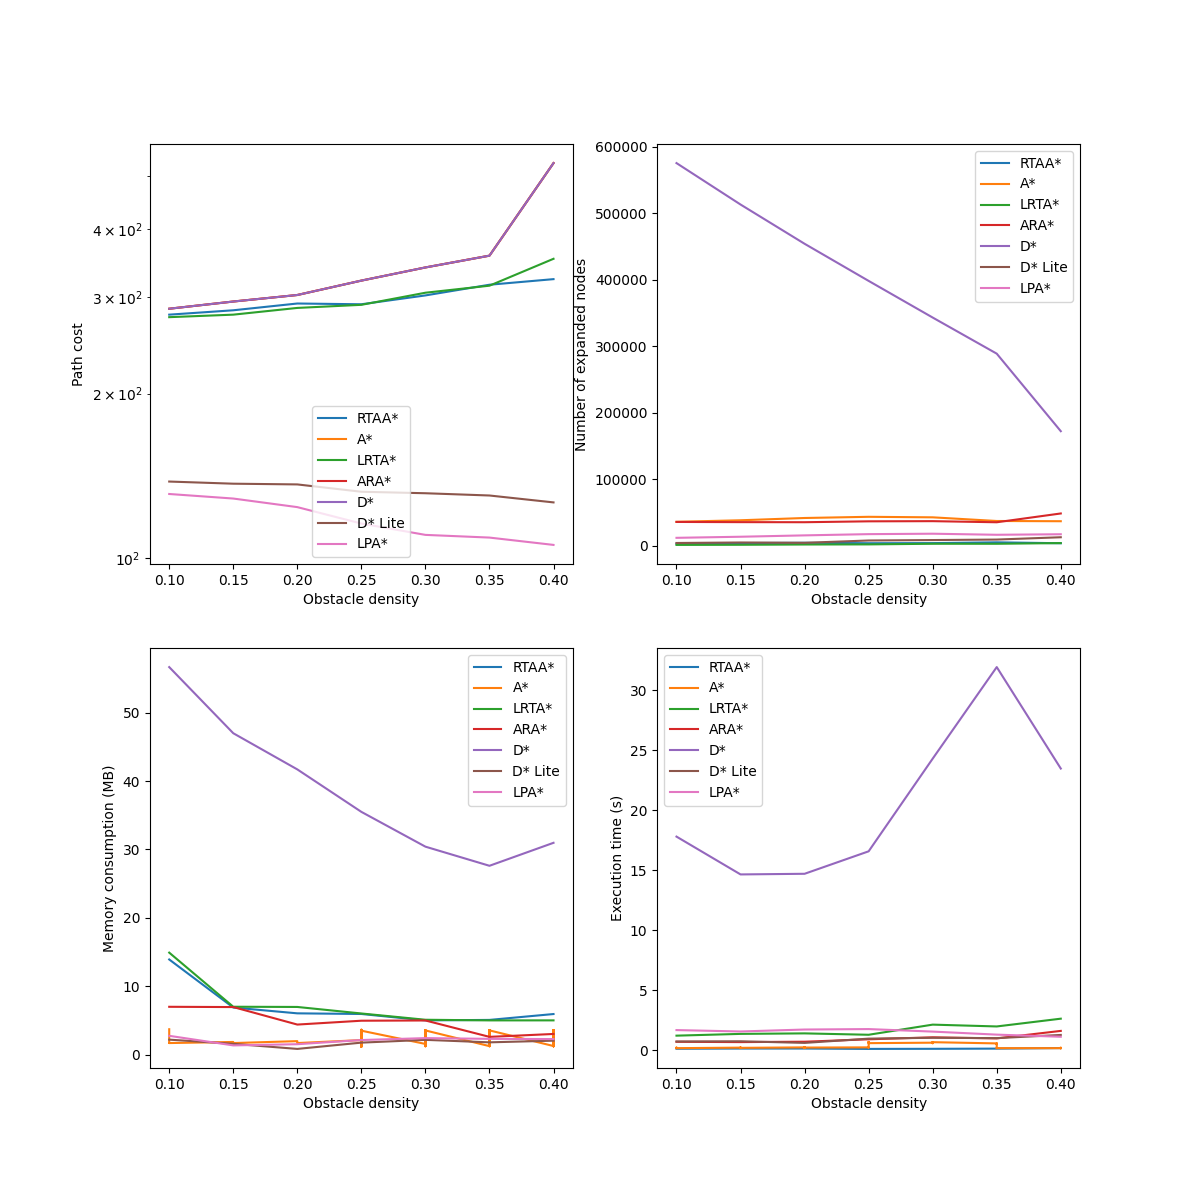 4 × 10²
3 × 10²
2 × 10²
10²
Path cost
RTAA*
A*
LRTA*
ARA*
D*
D* Lite
LPA*
0.10 0.15 0.20 0.25 0.30 0.35 0.40
Obstacle density
600000
500000
400000
300000
200000
100000
0
Number of expanded nodes
RTAA*
A*
LRTA*
ARA*
D*
D* Lite
LPA*
0.10 0.15 0.20 0.25 0.30 0.35 0.40
Obstacle density
50
40
30
20
10
0
Memory consumption (MB)
RTAA*
A*
LRTA*
ARA*
D*
D* Lite
LPA*
0.10 0.15 0.20 0.25 0.30 0.35 0.40
Obstacle density
30
25
20
15
10
5
0
Execution time (s)
RTAA*
A*
LRTA*
ARA*
D*
D* Lite
LPA*
0.10 0.15 0.20 0.25 0.30 0.35 0.40
Obstacle density